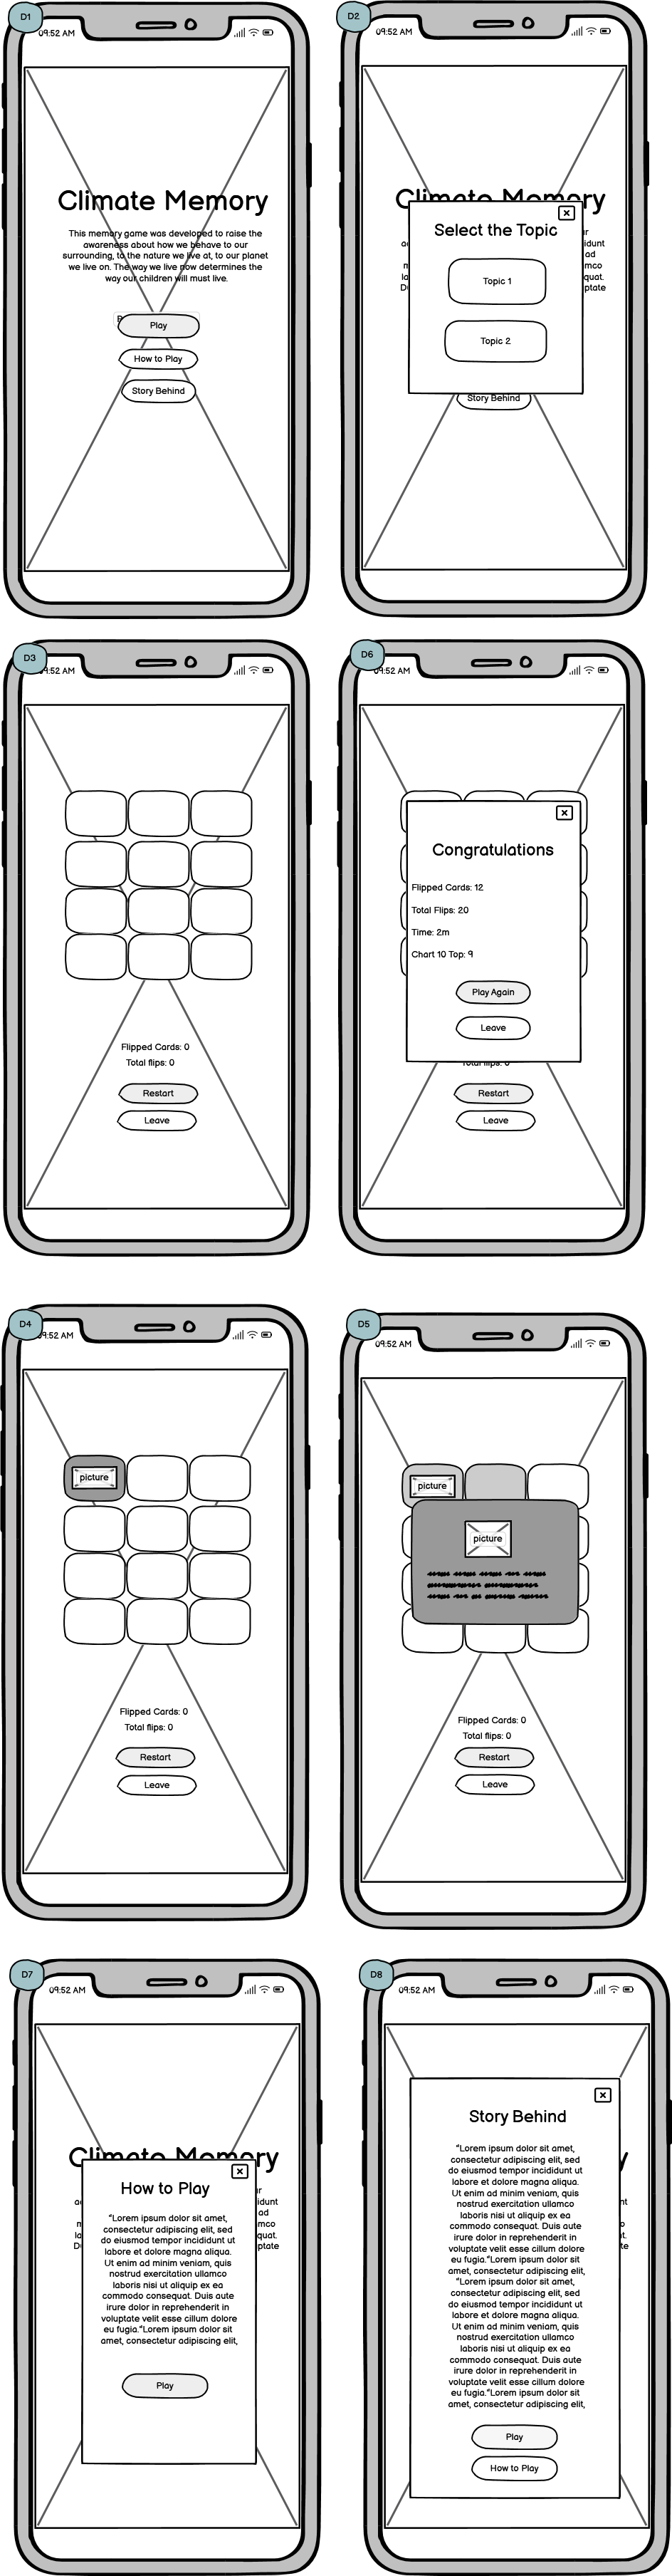 D1
09:52 AM
Climate Memory
This memory game was developed to raise the
awareness about how we behave to our
surrounding, to the nature we live at, to our planet
we live on. The way we live now determines the
way our children will must live.
Play
How to Play
Story Behind
D2
09:52 AM
Climate Memory
Select the Topic
Topic 1
Topic 2
Story Behind
D3
9:52 AM
Flipped Cards: 0
Total flips: 0
Restart
Leave
D6
09:52 AM
Congratulations
Flipped Cards: 12
Total Flips: 20
Time: 2m
Chart 10 Top: 9
Play Again
Leave
Total flips: 0
Restart
Leave
D4
9:52 AM
picture
Flipped Cards: 0
Total flips: 0
Restart
Leave
D5
09:52 AM
picture
picture
Flipped Cards: 0
Total flips: 0
Restart
Leave
D7
09:52 AM
Climate Memory
How to Play
"Lorem ipsum dolor sit amet,
consectetur adipiscing elit, sed
do eiusmod tempor incididunt ut
labore et dolore magna aliqua.
Ut enim ad minim veniam, quis
nostrud exercitation ullamco
laboris nisi ut aliquip ex ea
commodo consequat. Duis aute
irure dolor in reprehenderit in
voluptate velit esse cillum dolore
eu fugia."Lorem ipsum dolor sit
amet, consectetur adipiscing elit,
Play
D8
09:52 AM
Story Behind
"Lorem ipsum dolor sit amet,
consectetur adipiscing elit, sed
do eiusmod tempor incididunt ut
labore et dolore magna aliqua.
Ut enim ad minim veniam, quis
nostrud exercitation ullamco
laboris nisi ut aliquip ex ea
commodo consequat. Duis aute
irure dolor in reprehenderit in
voluptate velit esse cillum dolore
eu fugia."Lorem ipsum dolor sit
amet, consectetur adipiscing elit,
"Lorem ipsum dolor sit amet,
consectetur adipiscing elit, sed
do eiusmod tempor incididunt ut
labore et dolore magna aliqua.
Ut enim ad minim veniam, quis
nostrud exercitation ullamco
laboris nisi ut aliquip ex ea
commodo consequat. Duis aute
irure dolor in reprehenderit in
voluptate velit esse cillum dolore
eu fugia."Lorem ipsum dolor sit
amet, consectetur adipiscing elit,
Play
How to Play